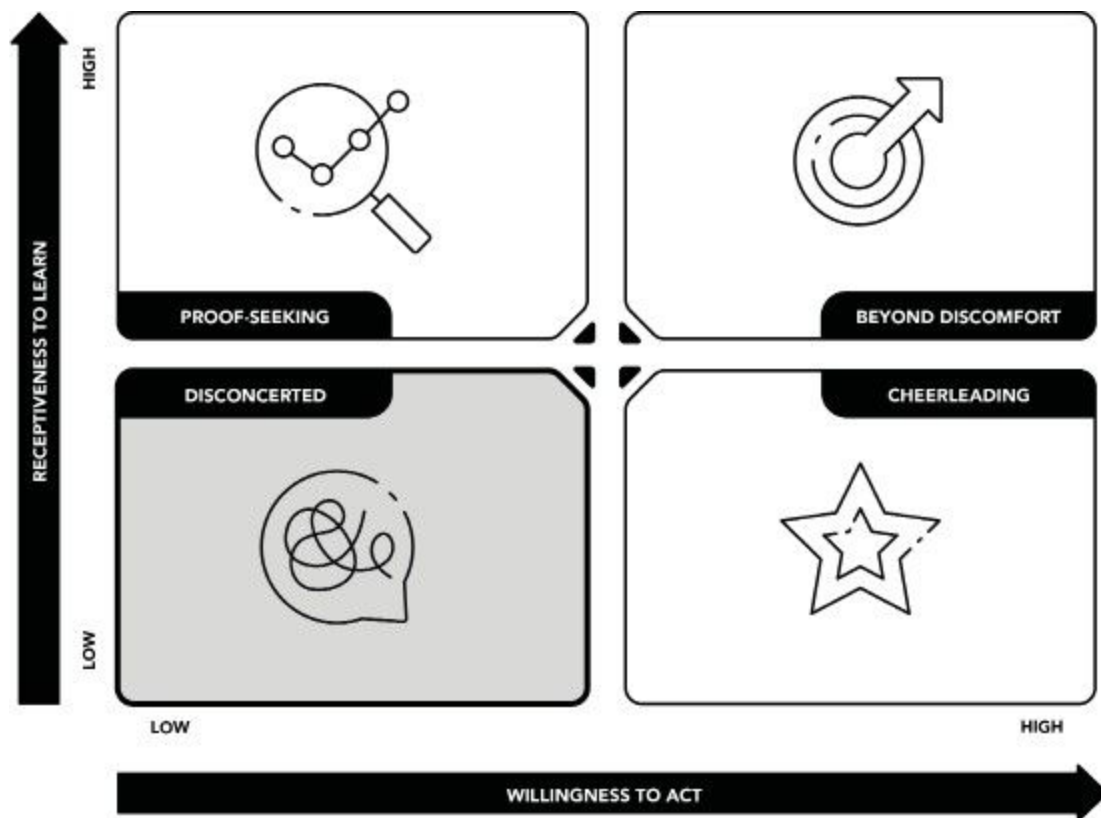 HIGH
RECEPTIVENESS TO LEARN
LOW
PROOF-SEEKING
BEYOND DISCOMFORT
DISCONCERTED
CHEERLEADING
LOW
HIGH
WILLINGNESS TO ACT